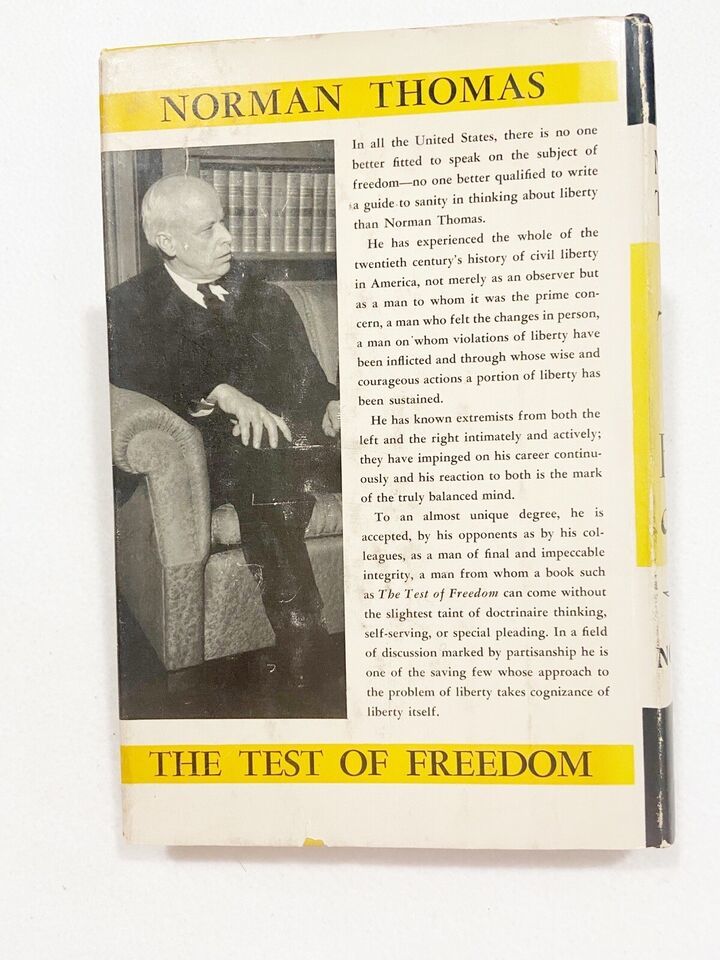 NORMAN THOMAS
In all the United States, there is no one
better fitted to speak on the subject of
freedom—no one better qualified to write
a guide to sanity in thinking about liberty
than Norman Thomas.
He has experienced the whole of the
twentieth century's history of civil liberty
in America, not merely as an observer but
as a man to whom it was the prime con-
cern, a man who felt the changes in person,
a man on whom violations of liberty have
been inflicted and through whose wise and
courageous actions a portion of liberty has
been sustained.
He has known extremists from both the
left and the right intimately and actively;
they have impinged on his career continu-
ously and his reaction to both is the mark
of the truly balanced mind.
To an almost unique degree, he is
accepted, by his opponents as by his col-
leagues, as a man of final and impeccable
integrity, a man from whom a book such
as The Test of Freedom can come without
the slightest taint of doctrinaire thinking,
self-serving, or special pleading. In a field
of discussion marked by partisanship he is
one of the saving few whose approach to
the problem of liberty takes cognizance of
liberty itself.
THE TEST OF FREEDOM